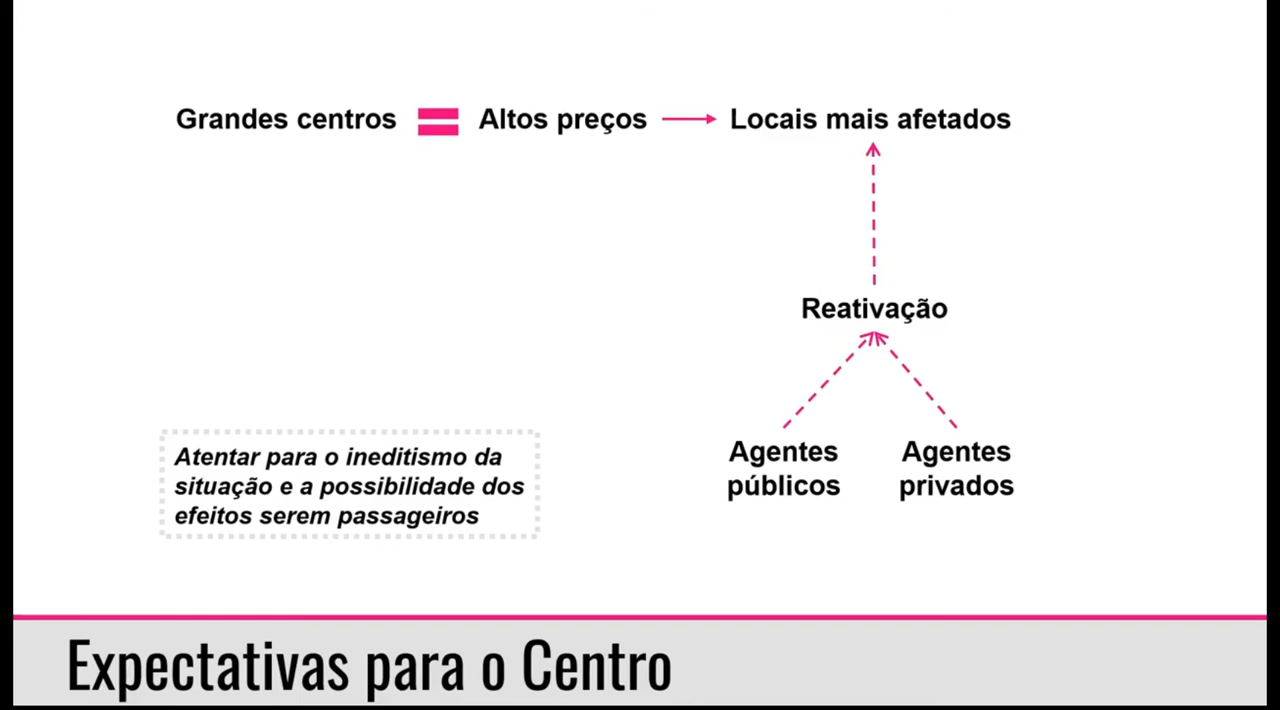 Grandes centros = Altos preços → Locais mais afetados
Reativação
Agentes públicos
Agentes privados
Atentar para o ineditismo da
situação e a possibilidade dos
efeitos serem passageiros
Expectativas para o Centro